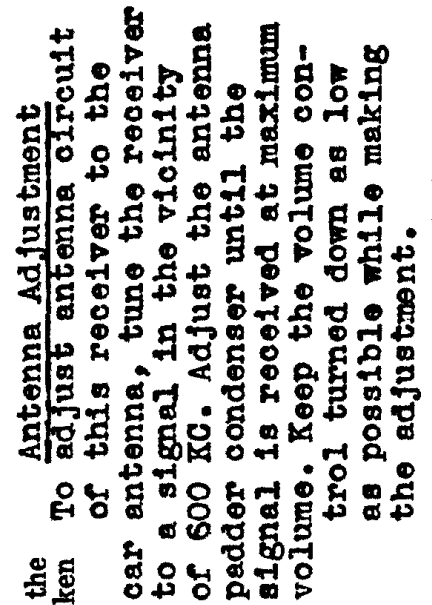 the
ken
Antenna Adjustment
To adjust antenna circuit
of this receiver to the
car antenna, tune the receiver
to a signal in the vicinity
of 600 KC. Adjust the antenna
padder condenser until the
signal is received at maximum
volume. Keep the volume con-
trol turned down as low
as possible while making
the adjustment.